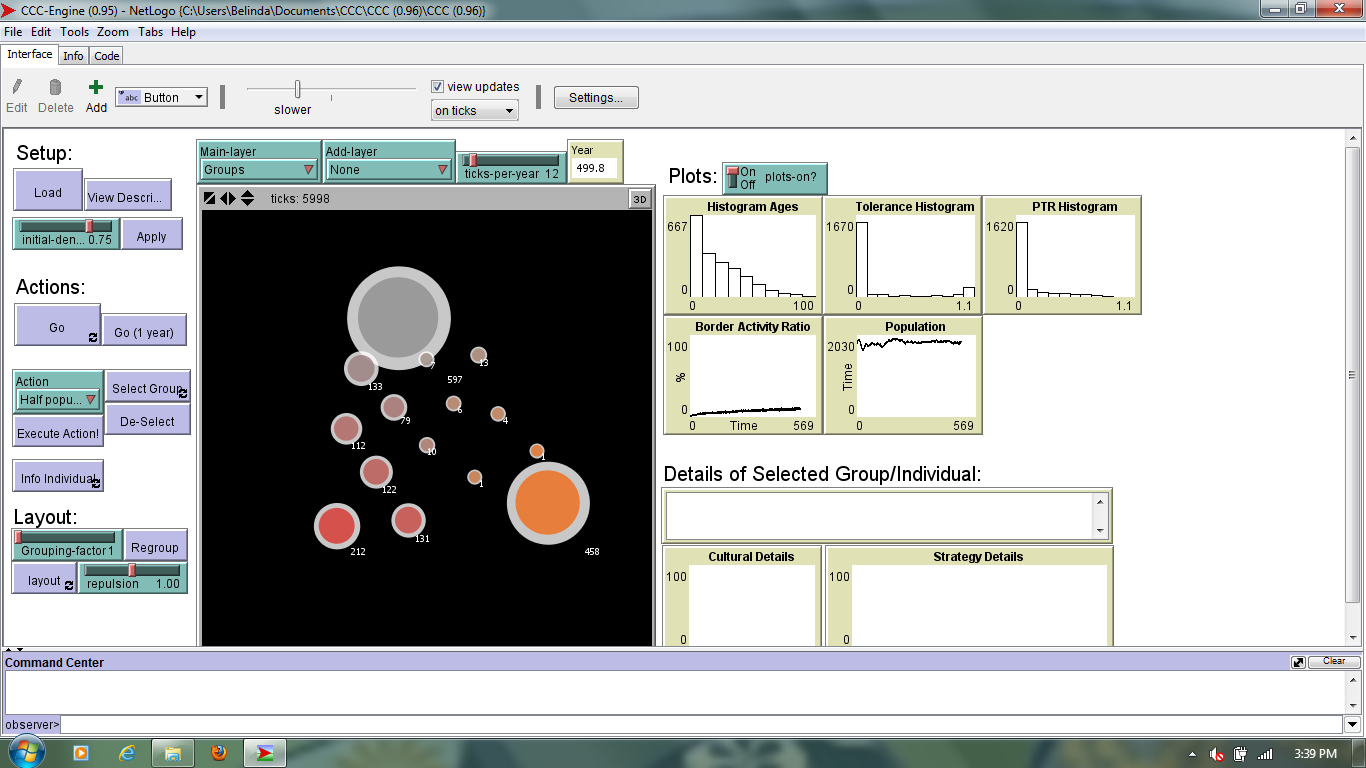 CCC-Engine (0.95) - NetLogo {C:\Users\Belinda\Documents\CCC\CCC (0.96)\CCC (0.96)}
File Edit Tools Zoom Tabs Help
Interface Info Code
Edit Delete Add abc Button
slower
view updates
on ticks
Settings...
Setup:
Load
View Descri...
initial-den... 0.75
Apply
Actions:
Go
Go (1 year)
Action
Half popu...
Select Group
Execute Action!
De-Select
Info Individual
Layout:
Grouping-factor 1
Regroup
layout
repulsion 1.00
Main-layer
Groups
Add-layer
None
ticks-per-year 12
Year
499.8
ticks: 5998
3D
133
7
13
597
79
6
4
112
10
1
122
1
212
131
458
Plots:
On
Off
plots-on?
Histogram Ages
667
0
0 100
Tolerance Histogram
1670
0
0 1.1
PTR Histogram
1620
0
0 1.1
Border Activity Ratio
100
%
0
0 Time 569
Population
2030
Time
0
0 569
Details of Selected Group/Individual:
Cultural Details
100
0
Strategy Details
100
0
Command Center
Clear
observer>
3:39 PM